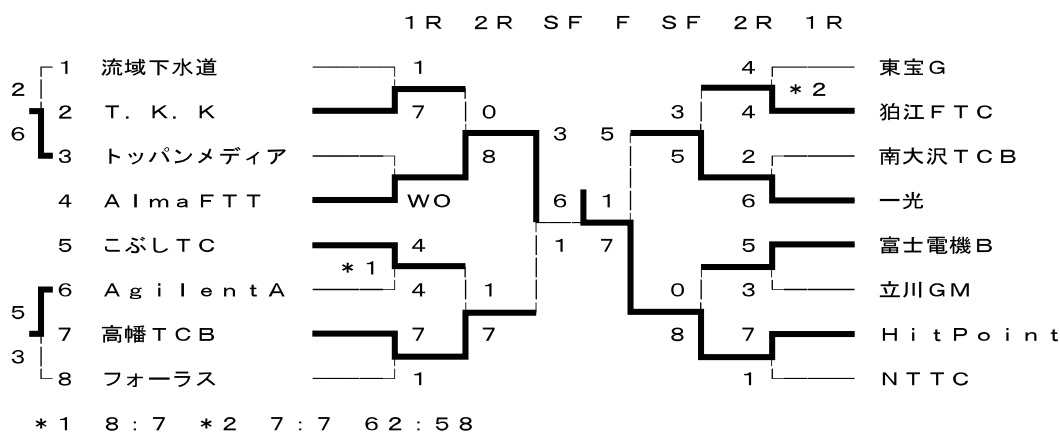 1R 2R SF F SF 2R 1R
1 流域下水道 1 4 東宝G
2 *2
2 T.K.K 7 0 3 4 狛江FTC
6 3 5
3 トッパンメディア 8 5 2 南大沢TCB
4 AlmaFTT WO 6 1 6 一光
5 こぶしTC 4 1 7 5 富士電機B
*1
6 AgilentA 4 1 0 3 立川GM
5
7 高幡TCB 7 7 8 7 HitPoint
3
8 フォーラス 1 1 NTTC
*1 8:7 *2 7:7 62:58